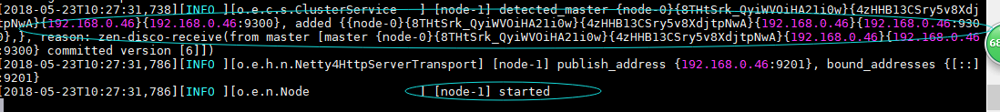 [2018-05-23T10:27:31,738][INFO ][o.e.c.s.ClusterService   ] [node-1] detected_master {node-0}{8THtSrk_QyiWVOiHA21i0w}{4zHHB13CSry5v8Xdj
tpNwA}{192.168.0.46}{192.168.0.46:9300}, added {{node-0}{8THtSrk_QyiWVOiHA21i0w}{4zHHB13CSry5v8XdjtpNwA}{192.168.0.46}{192.168.0.46:930
0},}, reason: zen-disco-receive(from master [master {node-0}{8THtSrk_QyiWVOiHA21i0w}{4zHHB13CSry5v8XdjtpNwA}{192.168.0.46}{192.168.0.46
:9300} committed version [6]])
[2018-05-23T10:27:31,786][INFO ][o.e.h.n.Netty4HttpServerTransport] [node-1] publish_address {192.168.0.46:9201}, bound_addresses {[::]
:9201}
[2018-05-23T10:27:31,786][INFO ][o.e.n.Node               ] [node-1] started
68